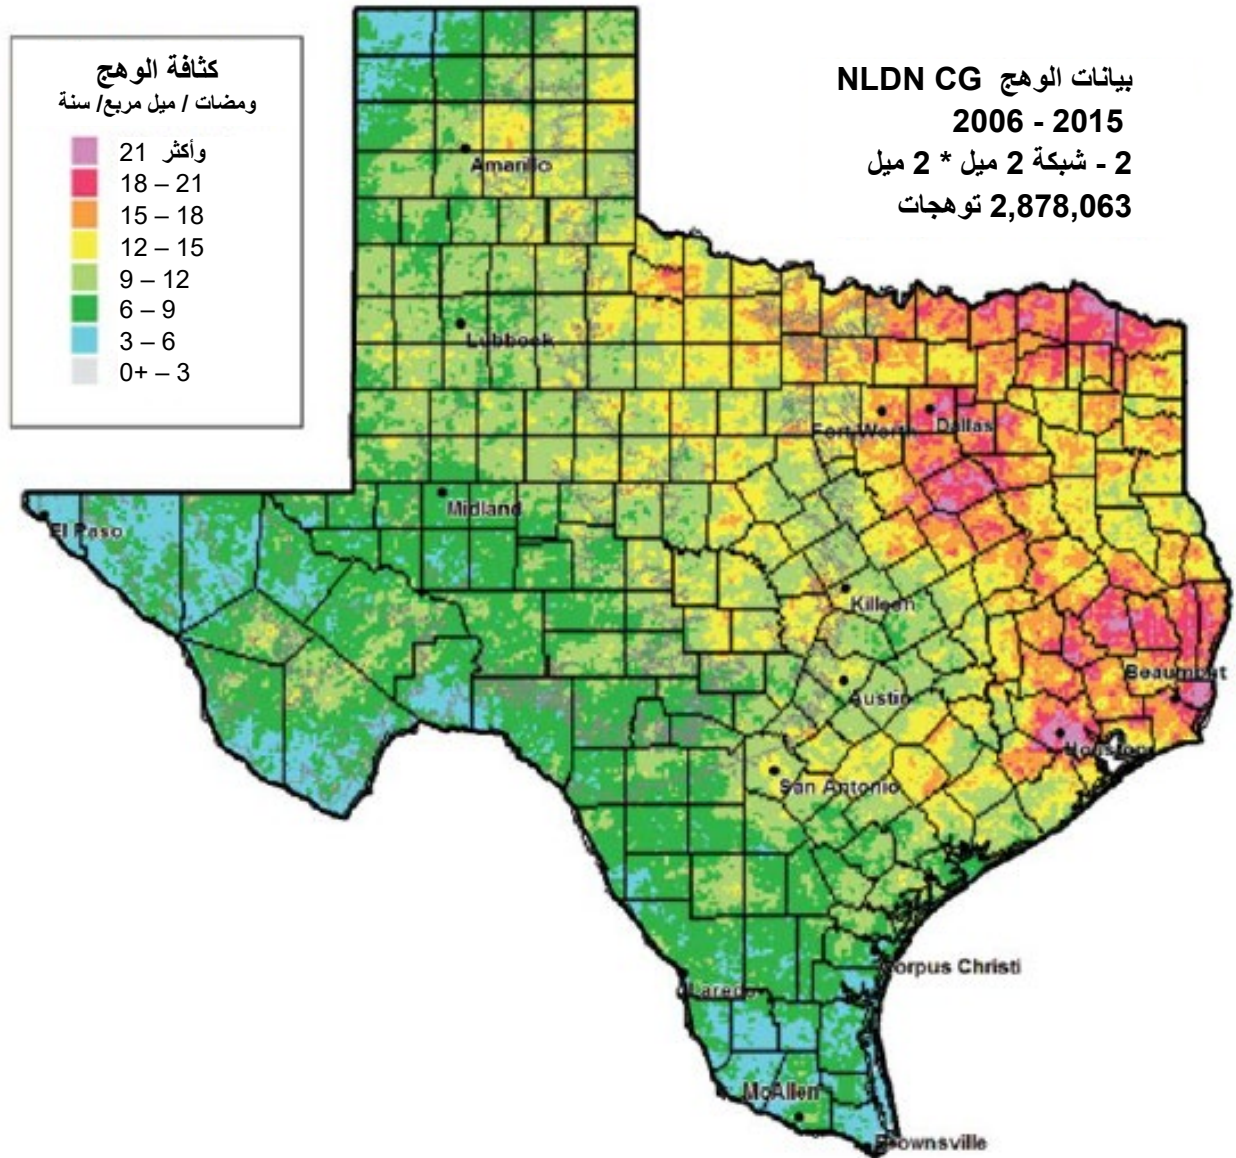 كثافة الوهج
ومضات / ميل مربع/ سنة
وأكثر 21
18 – 21
15 – 18
12 – 15
9 – 12
6 – 9
3 – 6
0+ – 3
بيانات الوهج NLDN CG
2006 - 2015
2 - شبكة 2 ميل * 2 ميل
2,878,063 توهجات
Amarillo
Lubbock
Fort Worth
Dallas
Midland
El Paso
Killeen
Beaumont
Austin
Houston
San Antonio
Corpus Christi
Laredo
McAllen
Brownsville